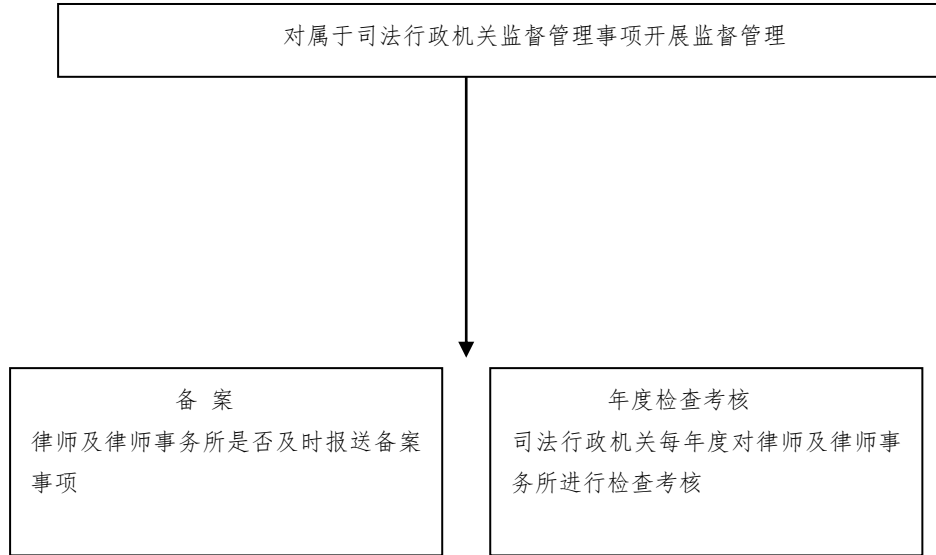 对属于司法行政机关监督管理事项开展监督管理
备 案
律师及律师事务所是否及时报送备案
事项
年度检查考核
司法行政机关每年度对律师及律师事
务所进行检查考核